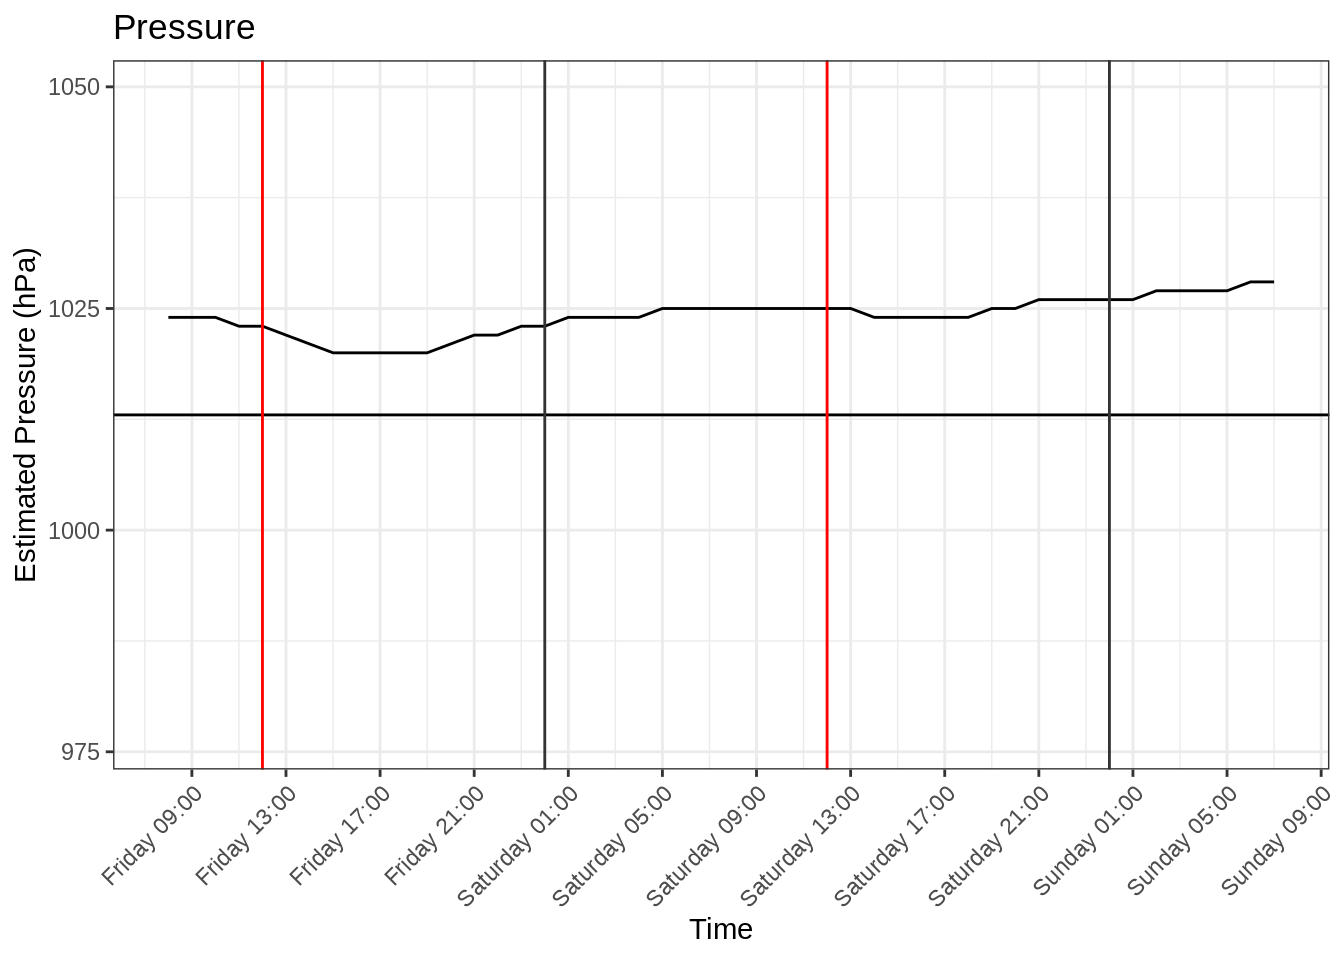 Pressure
Estimated Pressure (hPa)
1050
1025
1000
975
Friday 09:00
Friday 13:00
Friday 17:00
Friday 21:00
Saturday 01:00
Saturday 05:00
Saturday 09:00
Saturday 13:00
Saturday 17:00
Saturday 21:00
Sunday 01:00
Sunday 05:00
Sunday 09:00
Time